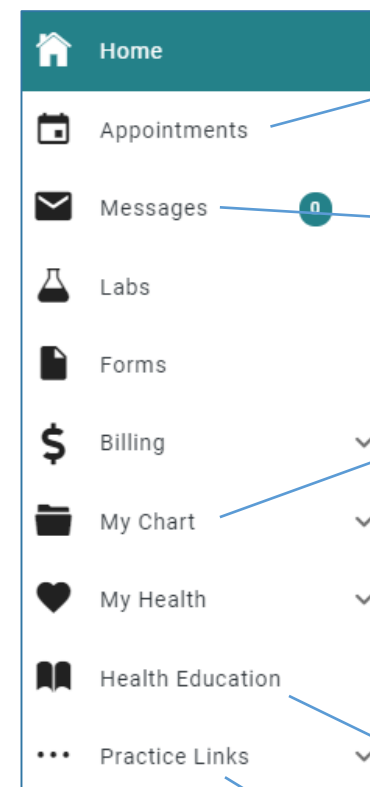 Home
Appointments
Messages 0
Labs
Forms
Billing
My Chart
My Health
Health Education
Practice Links